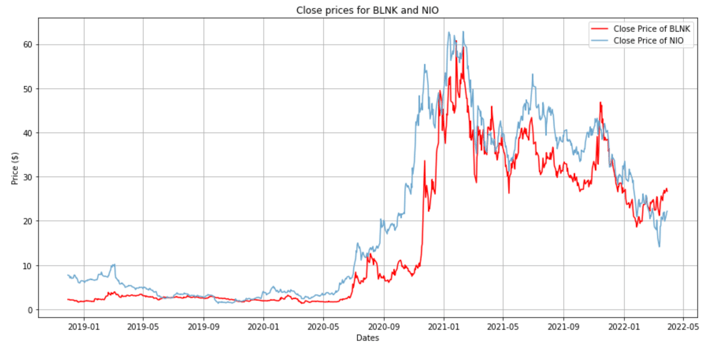 Close prices for BLNK and NIO
Close Price of BLNK
Close Price of NIO
Price ($)
60
50
40
30
20
10
0
2019-01 2019-05 2019-09 2020-01 2020-05 2020-09 2021-01 2021-05 2021-09 2022-01 2022-05
Dates